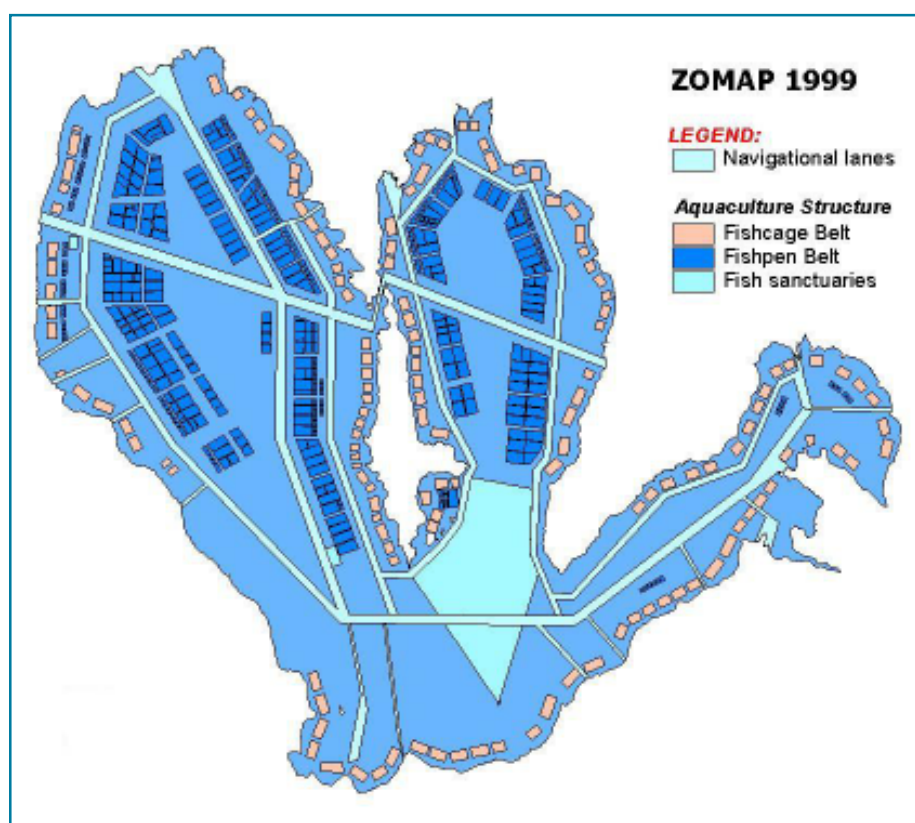 ZOMAP 1999
LEGEND:
Navigational lanes
Aquaculture Structure
Fishcage Belt
Fishpen Belt
Fish sanctuaries